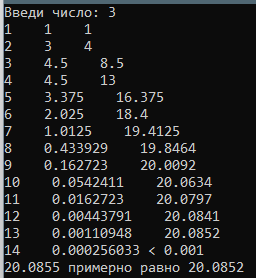 Введи число: 3
1 1 1
2 3 4
3 4.5 8.5
4 4.5 13
5 3.375 16.375
6 2.025 18.4
7 1.0125 19.4125
8 0.433929 19.8464
9 0.162723 20.0092
10 0.0542411 20.0634
11 0.0162723 20.0797
12 0.00443791 20.0841
13 0.00110948 20.0852
14 0.000256033 < 0.001
20.0855 примерно равно 20.0852